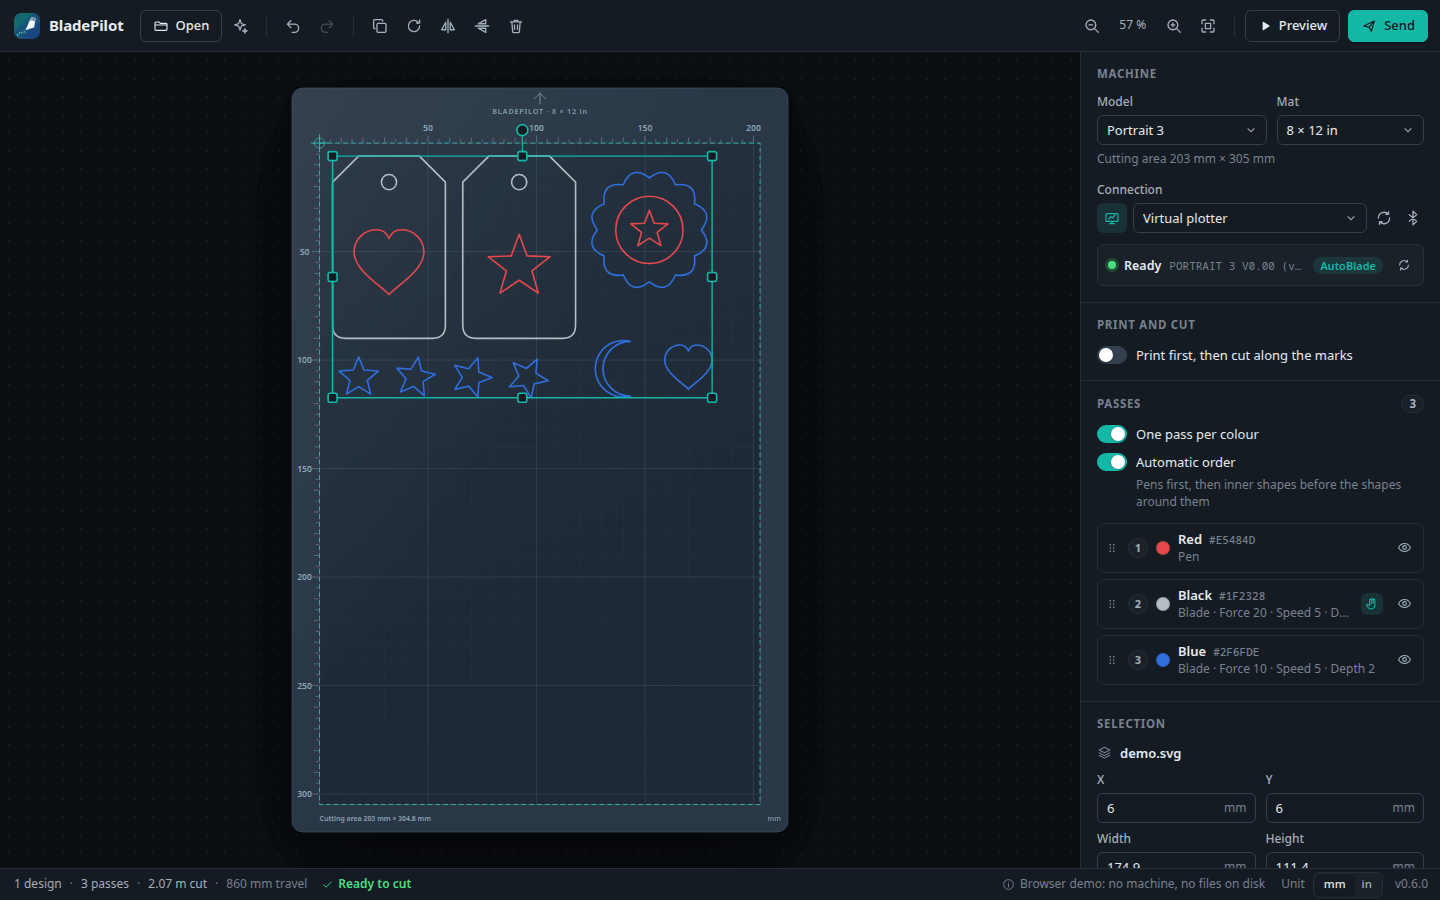 BladePilot
Open
57 %
Preview
Send
BLADEPILOT · 8 × 12 in
50
100
150
200
50
100
150
200
250
300
Cutting area 203 mm × 304.8 mm
mm
MACHINE
Model
Mat
Portrait 3
8 × 12 in
Cutting area 203 mm × 305 mm
Connection
Virtual plotter
Ready PORTRAIT 3 V0.00 (v… AutoBlade
PRINT AND CUT
Print first, then cut along the marks
PASSES
3
One pass per colour
Automatic order
Pens first, then inner shapes before the shapes
around them
1 Red #E5484D
Pen
2 Black #1F2328
Blade · Force 20 · Speed 5 · D…
3 Blue #2F6FDE
Blade · Force 10 · Speed 5 · Depth 2
SELECTION
demo.svg
X
Y
6 mm
6 mm
Width
Height
174.9 mm
111.4 mm
1 design · 3 passes · 2.07 m cut · 860 mm travel Ready to cut
Browser demo: no machine, no files on disk
Unit
mm
in
v0.6.0